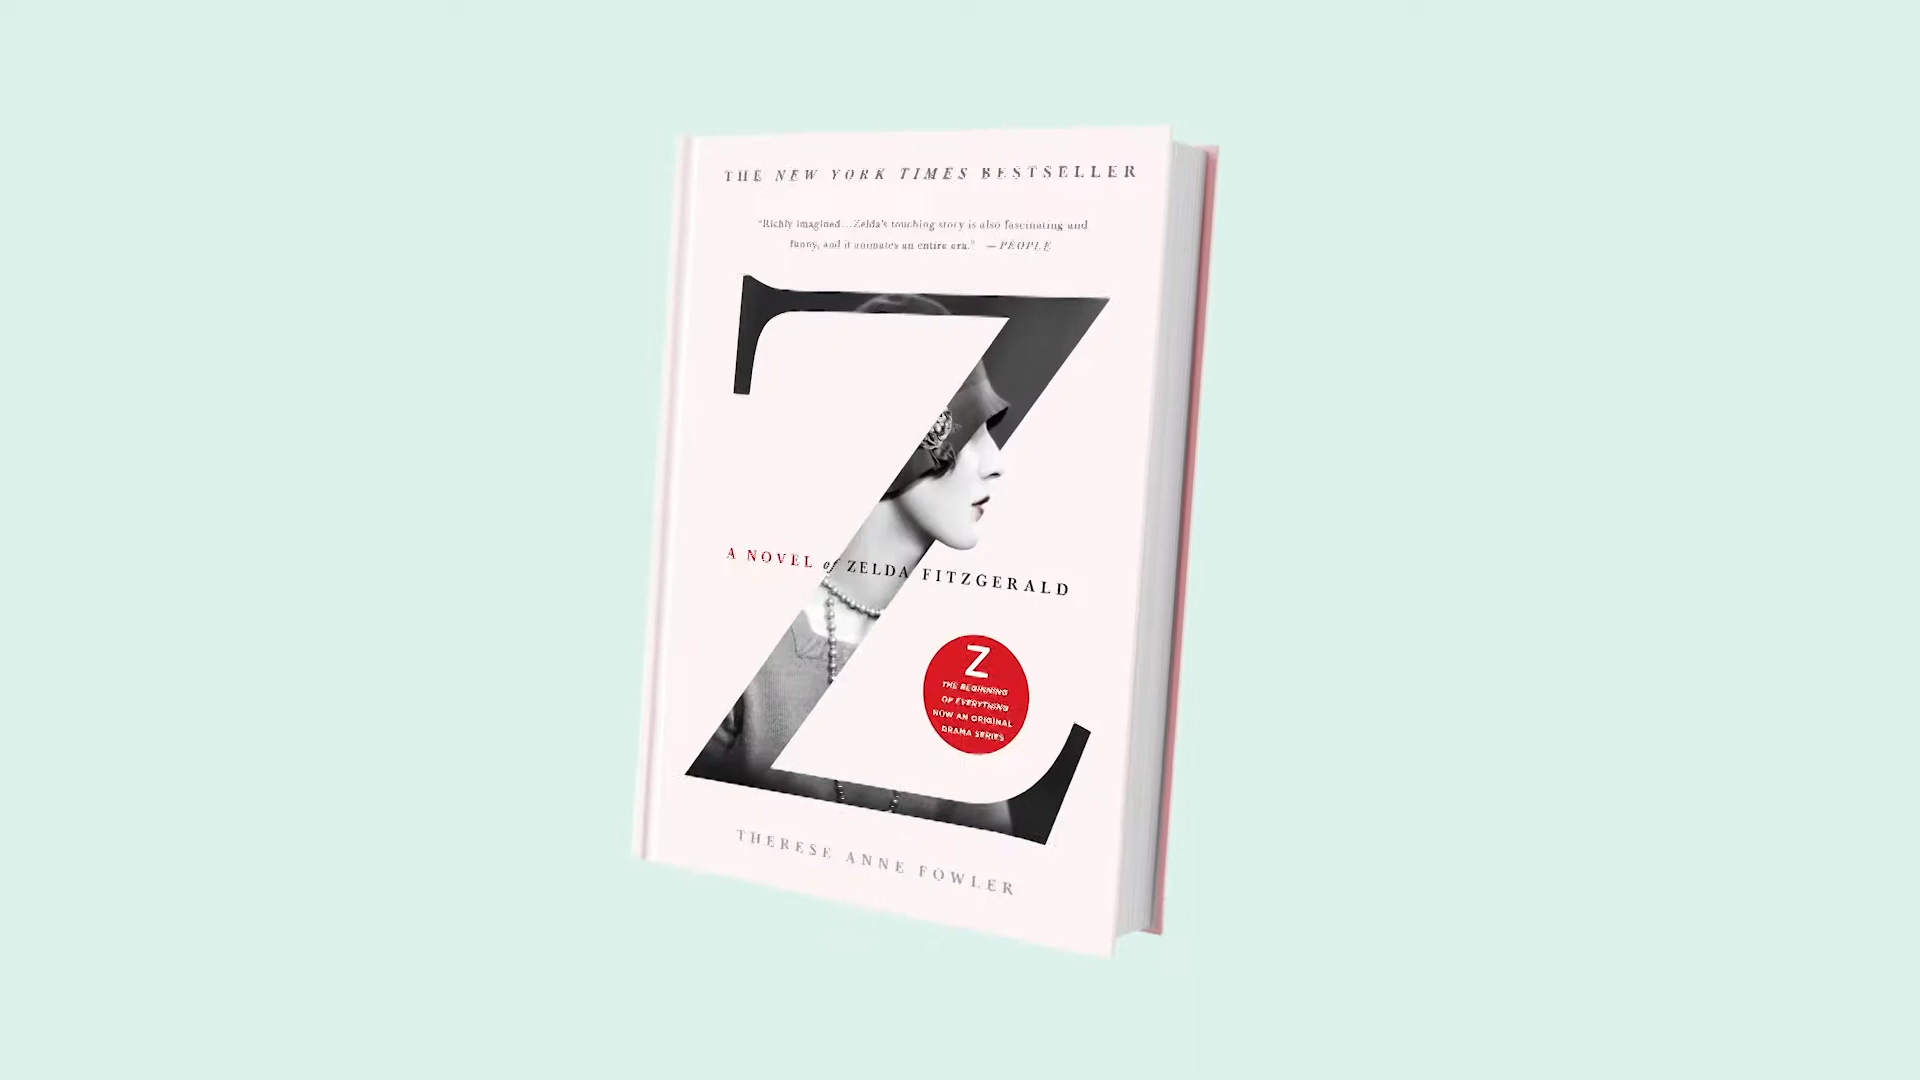 THE NEW YORK TIMES BESTSELLER
"Richly imagined...Zelda's touching story is also fascinating and
funny, and it animates an entire era." —PEOPLE
Z
A NOVEL of ZELDA FITZGERALD
Z
THE BEGINNING
OF EVERYTHING
NOW AN ORIGINAL
DRAMA SERIES
THERESE ANNE FOWLER